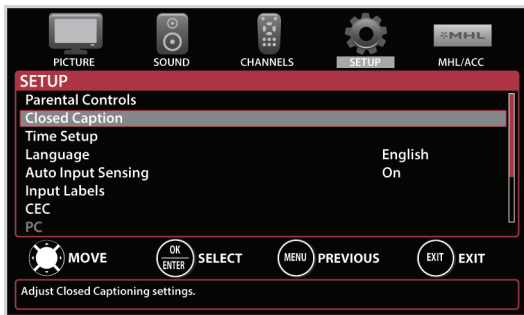 MHL
PICTURE SOUND CHANNELS SETUP MHL/ACC
SETUP
Parental Controls
Closed Caption
Time Setup
Language English
Auto Input Sensing On
Input Labels
CEC
PC
MOVE OK ENTER SELECT MENU PREVIOUS EXIT EXIT
Adjust Closed Captioning settings.